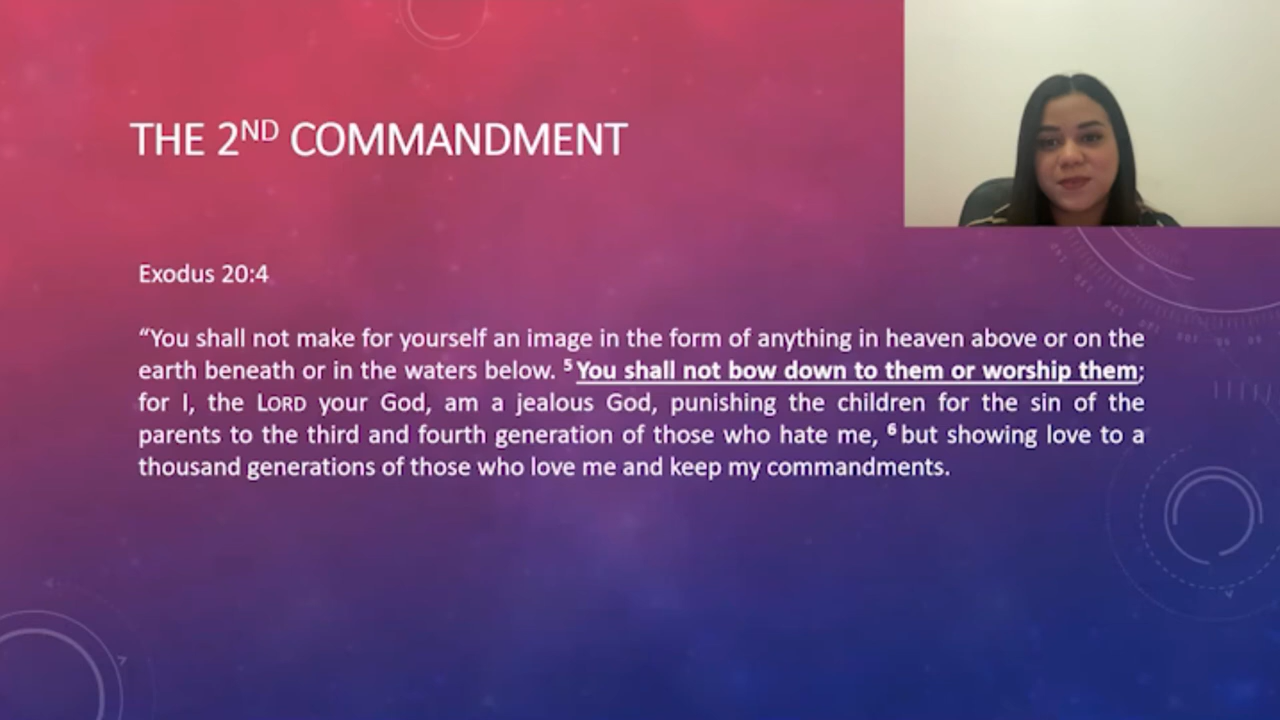 THE 2ND COMMANDMENT
Exodus 20:4
“You shall not make for yourself an image in the form of anything in heaven above or on the
earth beneath or in the waters below. 5 You shall not bow down to them or worship them;
for I, the LORD your God, am a jealous God, punishing the children for the sin of the
parents to the third and fourth generation of those who hate me, 6 but showing love to a
thousand generations of those who love me and keep my commandments.